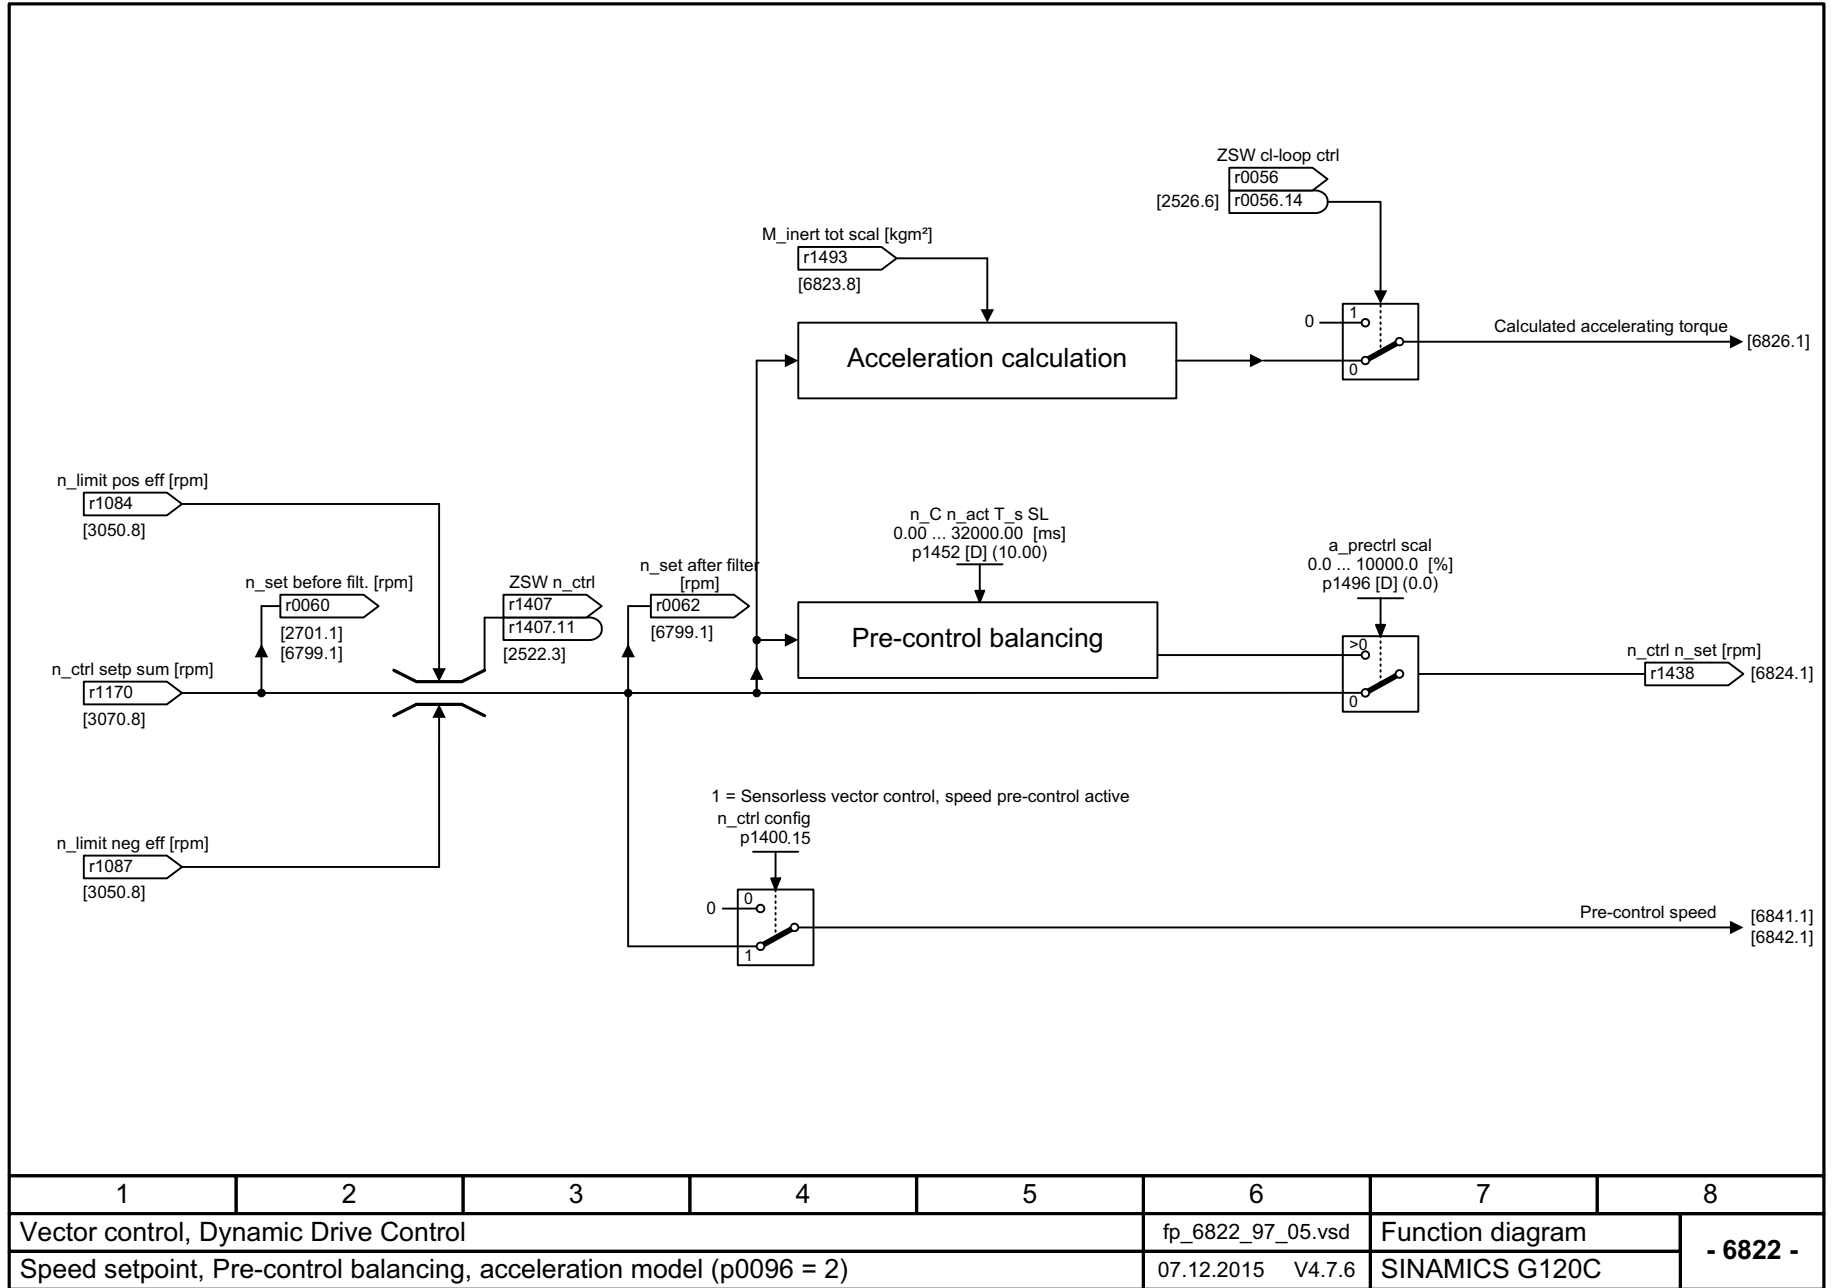 ZSW cl-loop ctrl
r0056
[2526.6] r0056.14
M_inert tot scal [kgm²]
r1493
[6823.8]
1
0
0
Acceleration calculation
Calculated accelerating torque
[6826.1]
n_limit pos eff [rpm]
r1084
[3050.8]
n_C n_act T_s SL
0.00 ... 32000.00 [ms]
p1452 [D] (10.00)
a_prectrl scal
0.0 ... 10000.0 [%]
p1496 [D] (0.0)
n_set before filt. [rpm]
r0060
[2701.1]
[6799.1]
ZSW n_ctrl
r1407
r1407.11
[2522.3]
n_set after filter
[rpm]
r0062
[6799.1]
Pre-control balancing
>0
0
n_ctrl setp sum [rpm]
r1170
[3070.8]
n_ctrl n_set [rpm]
r1438
[6824.1]
1 = Sensorless vector control, speed pre-control active
n_ctrl config
p1400.15
n_limit neg eff [rpm]
r1087
[3050.8]
0
0
1
Pre-control speed
[6841.1]
[6842.1]
1 2 3 4 5 6 7 8
Vector control, Dynamic Drive Control
fp_6822_97_05.vsd
Function diagram
- 6822 -
Speed setpoint, Pre-control balancing, acceleration model (p0096 = 2)
07.12.2015 V4.7.6
SINAMICS G120C